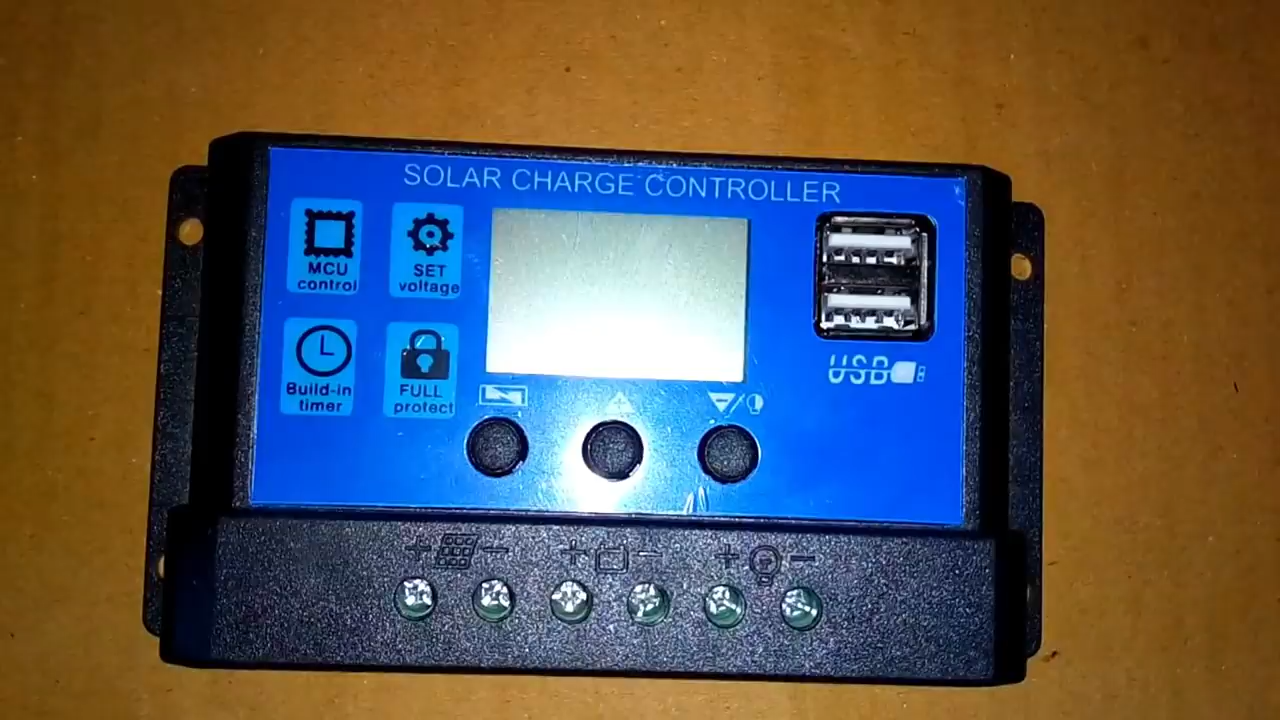 SOLAR CHARGE CONTROLLER
MCU
control
SET
voltage
Build-in
timer
FULL
protect
USB
+ -
+ -
+ -